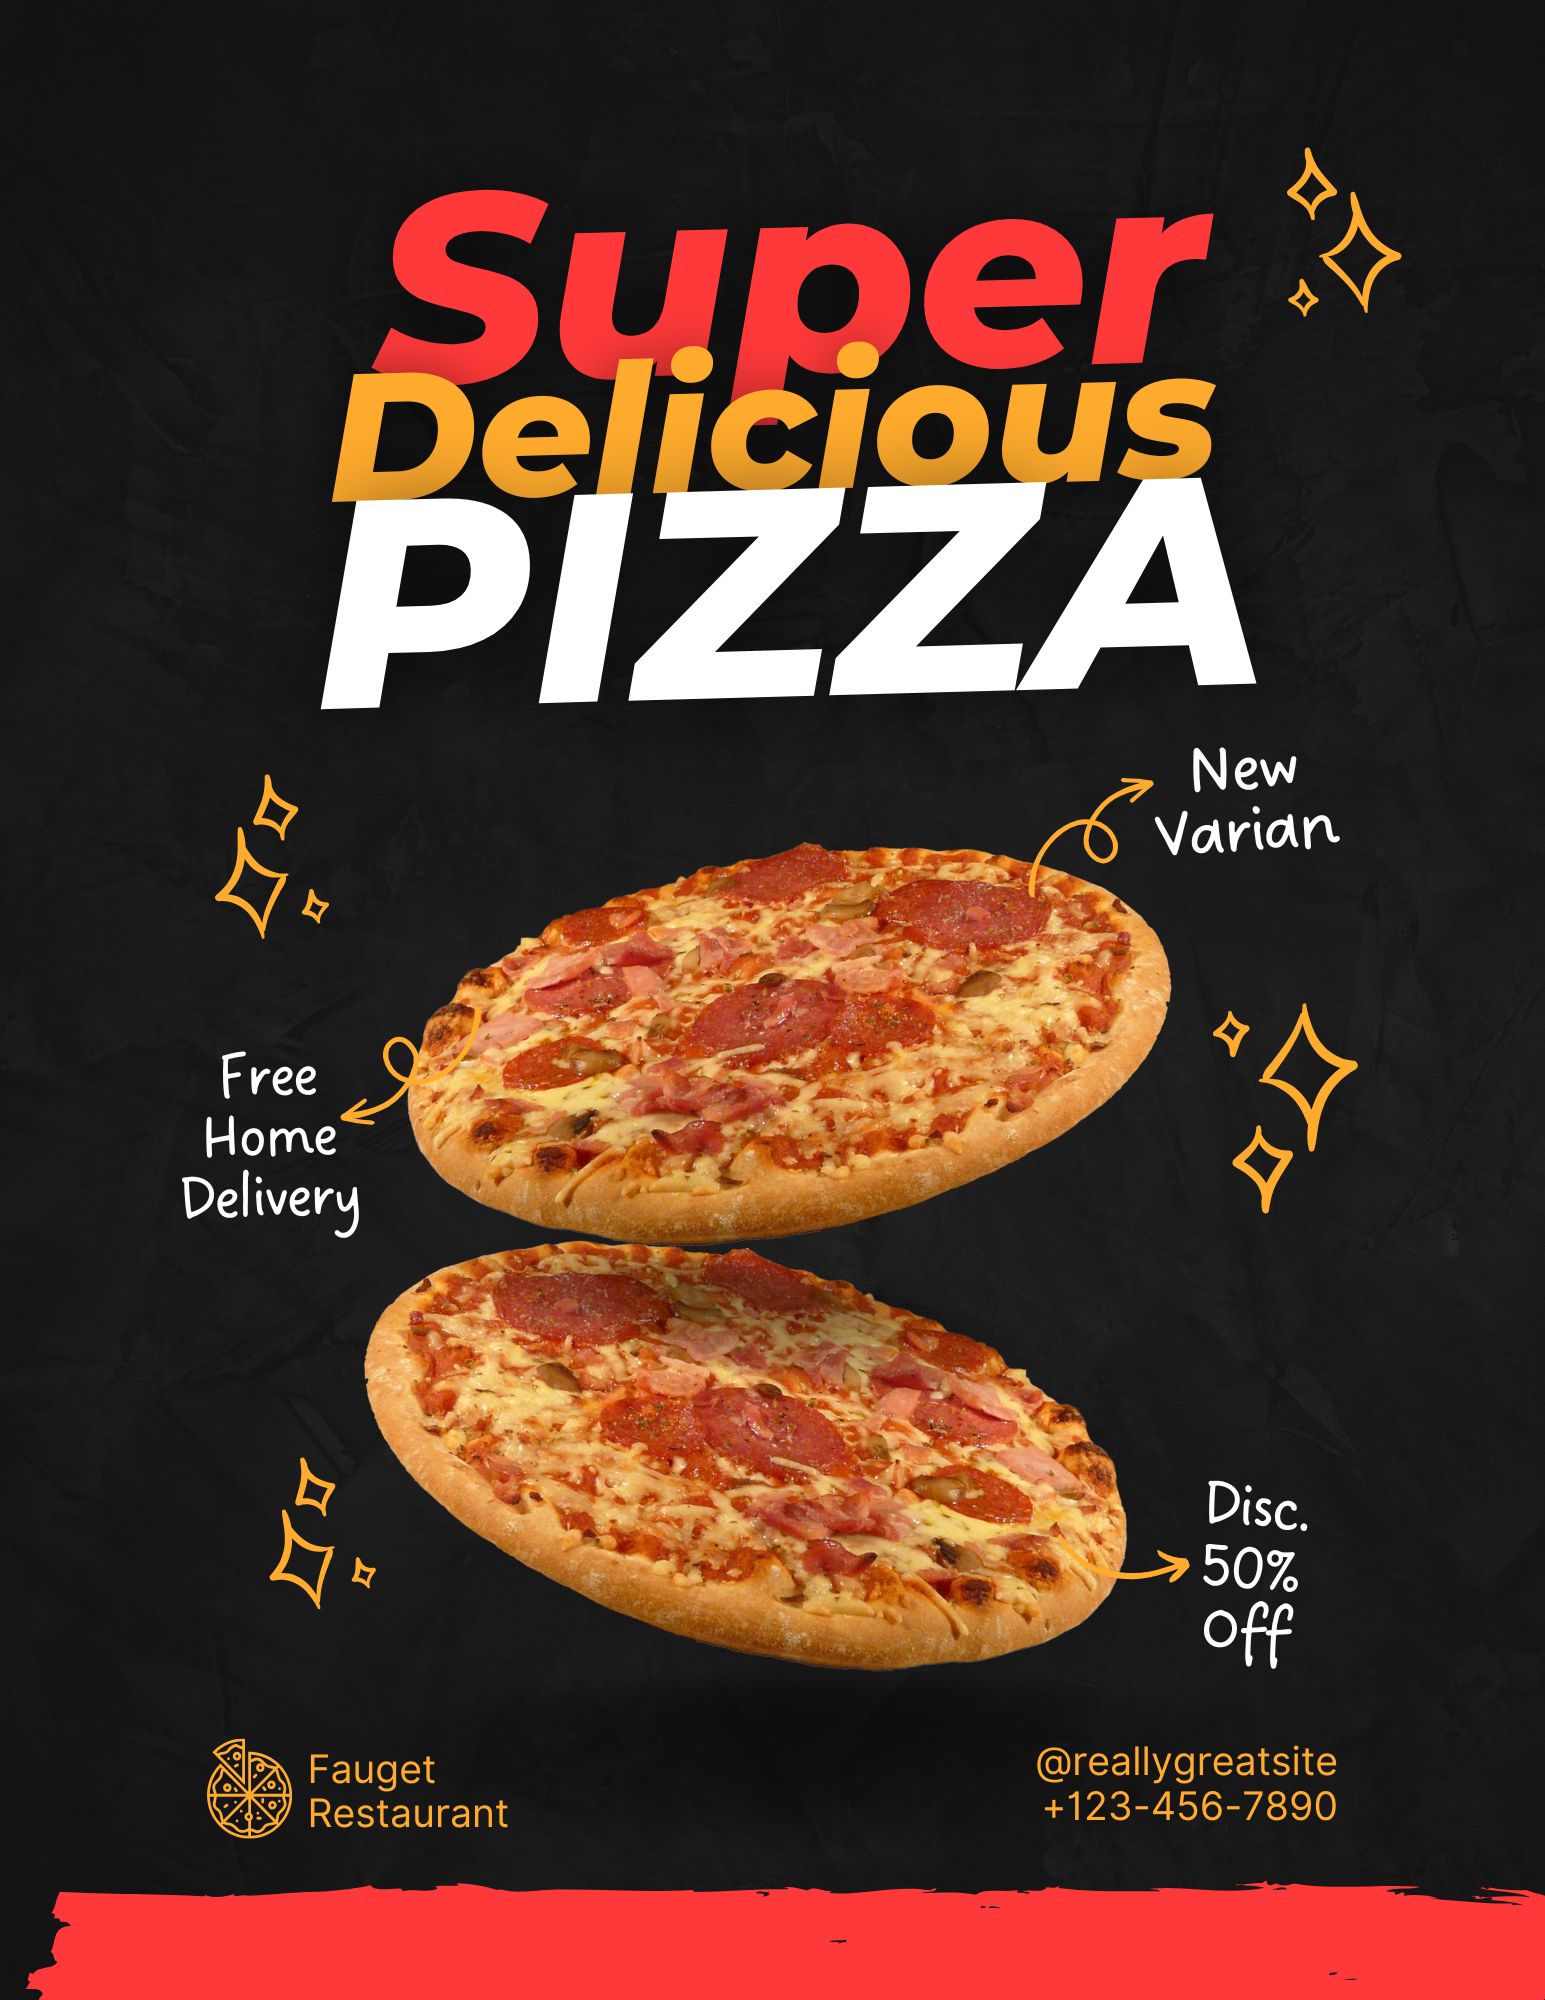 Super
Delicious
PIZZA
New
Varian
Free
Home
Delivery
Disc.
50%
Off
Fauget
Restaurant
@reallygreatsite
+123-456-7890